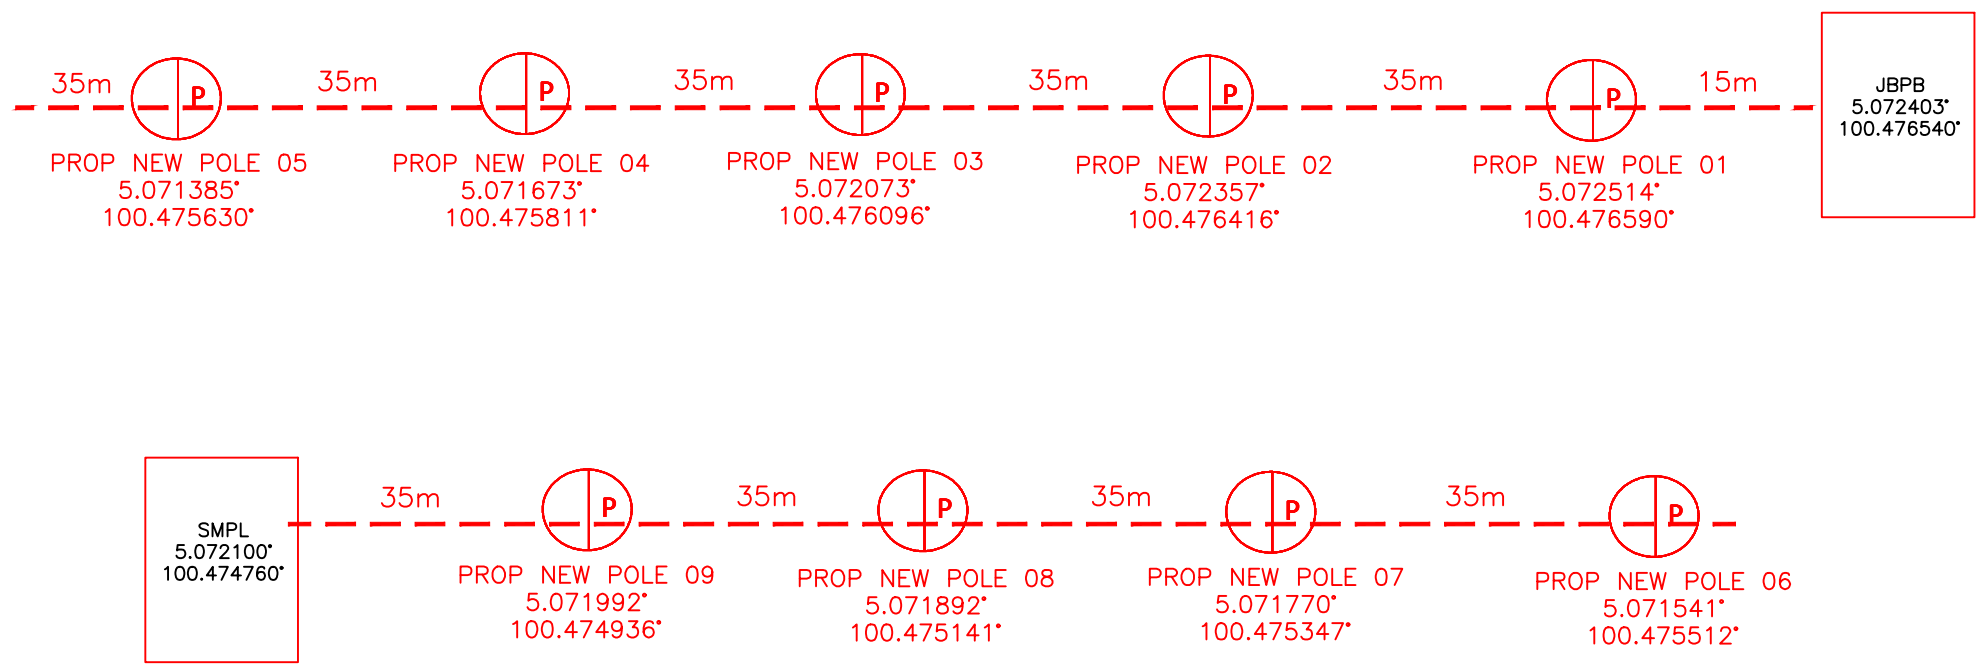 35m
P
35m
P
35m
P
35m
P
35m
P
15m
JBPB
5.072403°
100.476540°
PROP NEW POLE 05
5.071385°
100.475630°
PROP NEW POLE 04
5.071673°
100.475811°
PROP NEW POLE 03
5.072073°
100.476096°
PROP NEW POLE 02
5.072357°
100.476416°
PROP NEW POLE 01
5.072514°
100.476590°
SMPL
5.072100°
100.474760°
35m
P
35m
P
35m
P
35m
P
PROP NEW POLE 09
5.071992°
100.474936°
PROP NEW POLE 08
5.071892°
100.475141°
PROP NEW POLE 07
5.071770°
100.475347°
PROP NEW POLE 06
5.071541°
100.475512°